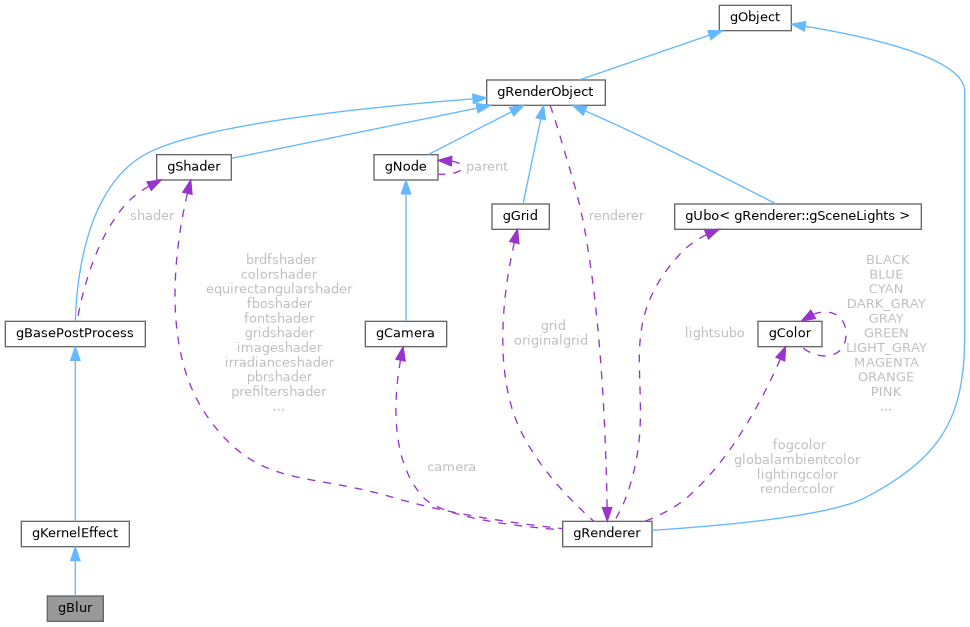 gObject
gRenderObject
gShader
gNode
parent
shader
gGrid
renderer
gUbo< gRenderer::gSceneLights >
brdfshader
colorshader
equirectangularshader
fboshader
fontshader
gridshader
imageshader
irradianceshader
pbrshader
prefiltershader
...
BLACK
BLUE
CYAN
DARK_GRAY
GRAY
GREEN
LIGHT_GRAY
MAGENTA
ORANGE
PINK
...
gBasePostProcess
gCamera
grid
originalgrid
lightsubo
gColor
camera
fogcolor
globalambientcolor
lightingcolor
rendercolor
gKernelEffect
gRenderer
gBlur